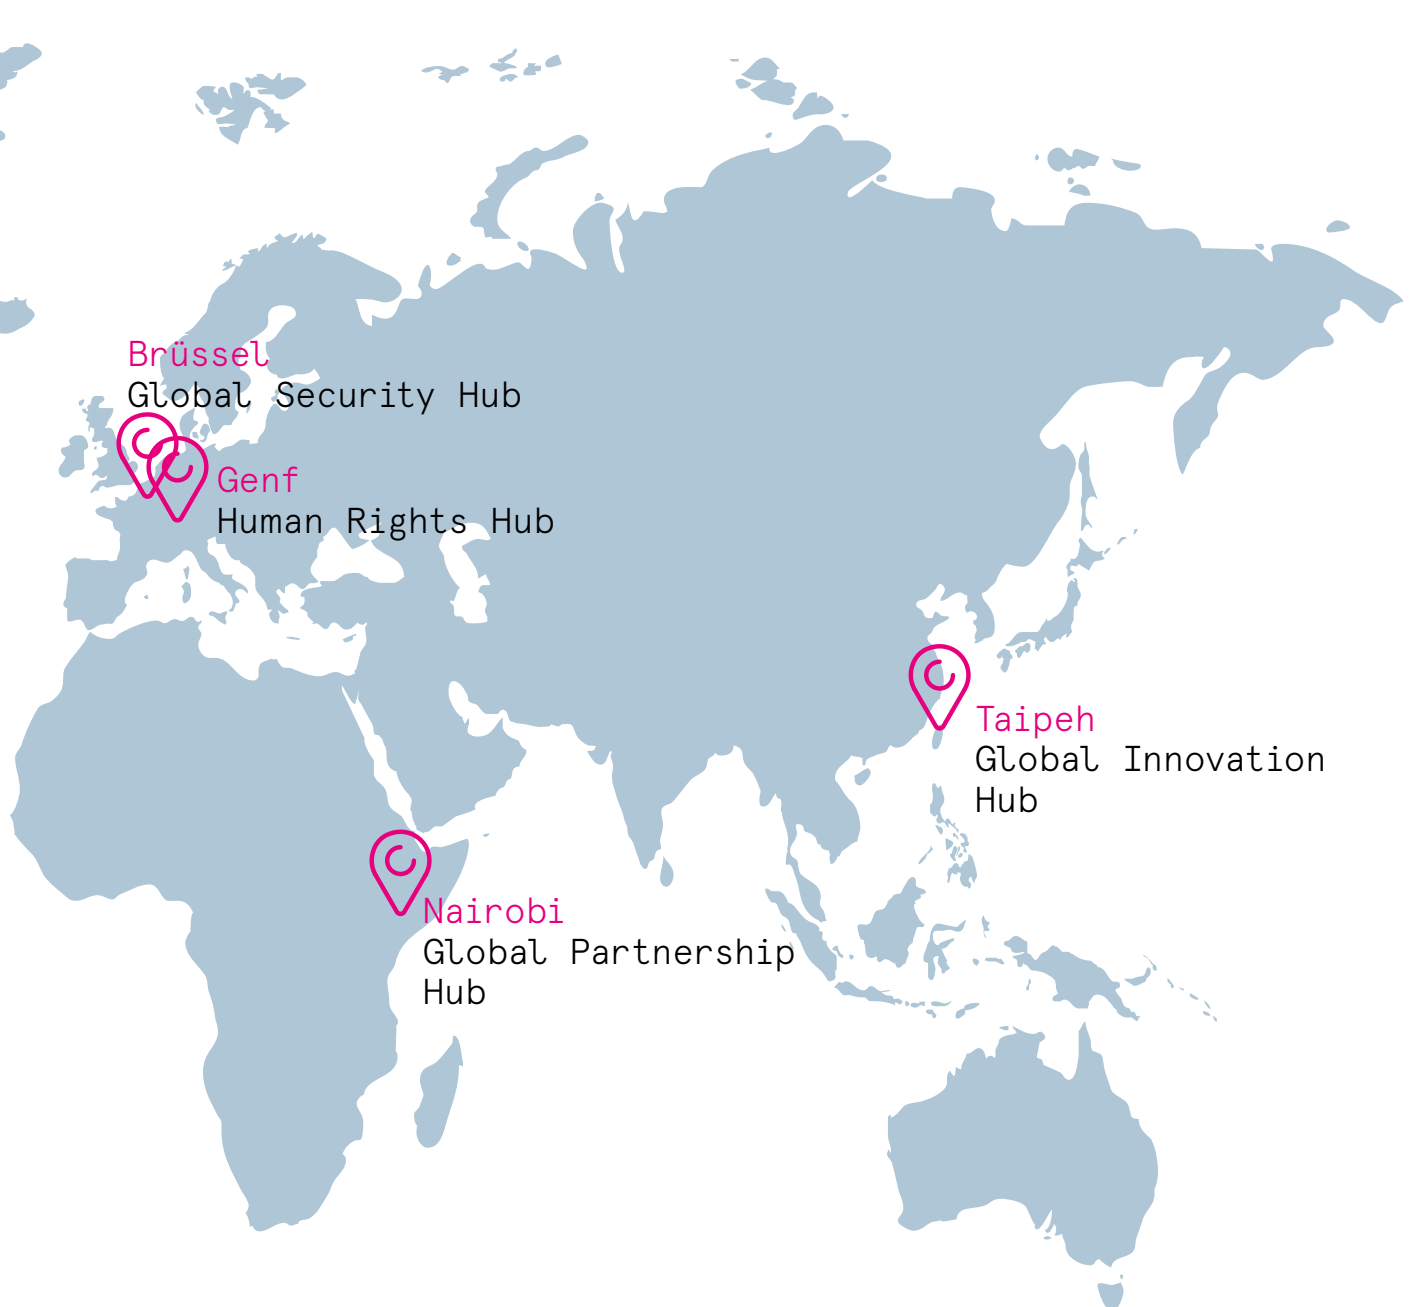 Brüssel
Global Security Hub
Genf
Human Rights Hub
Taipeh
Global Innovation
Hub
Nairobi
Global Partnership
Hub